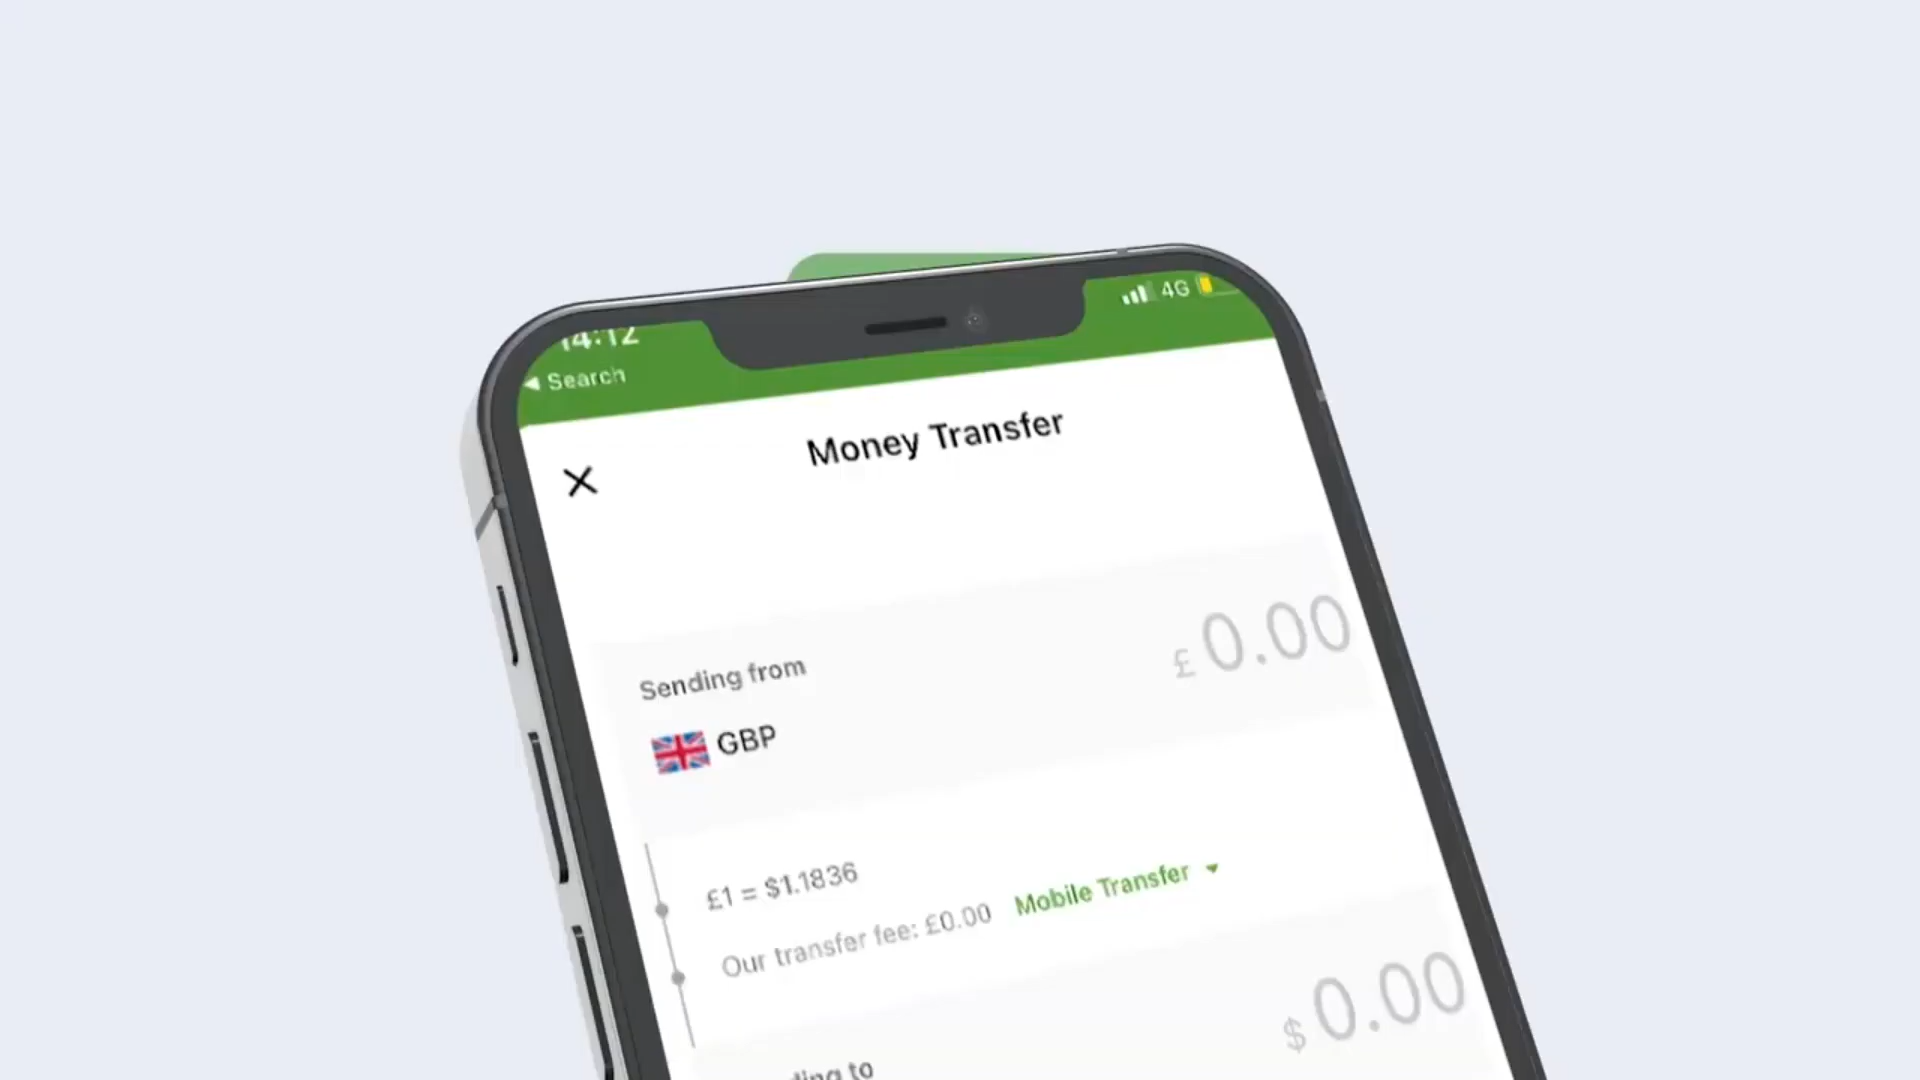 14:12
4G
Search
Money Transfer
£0.00
Sending from
GBP
£1 = $1.1836
Our transfer fee: £0.00 Mobile Transfer
$0.00
to